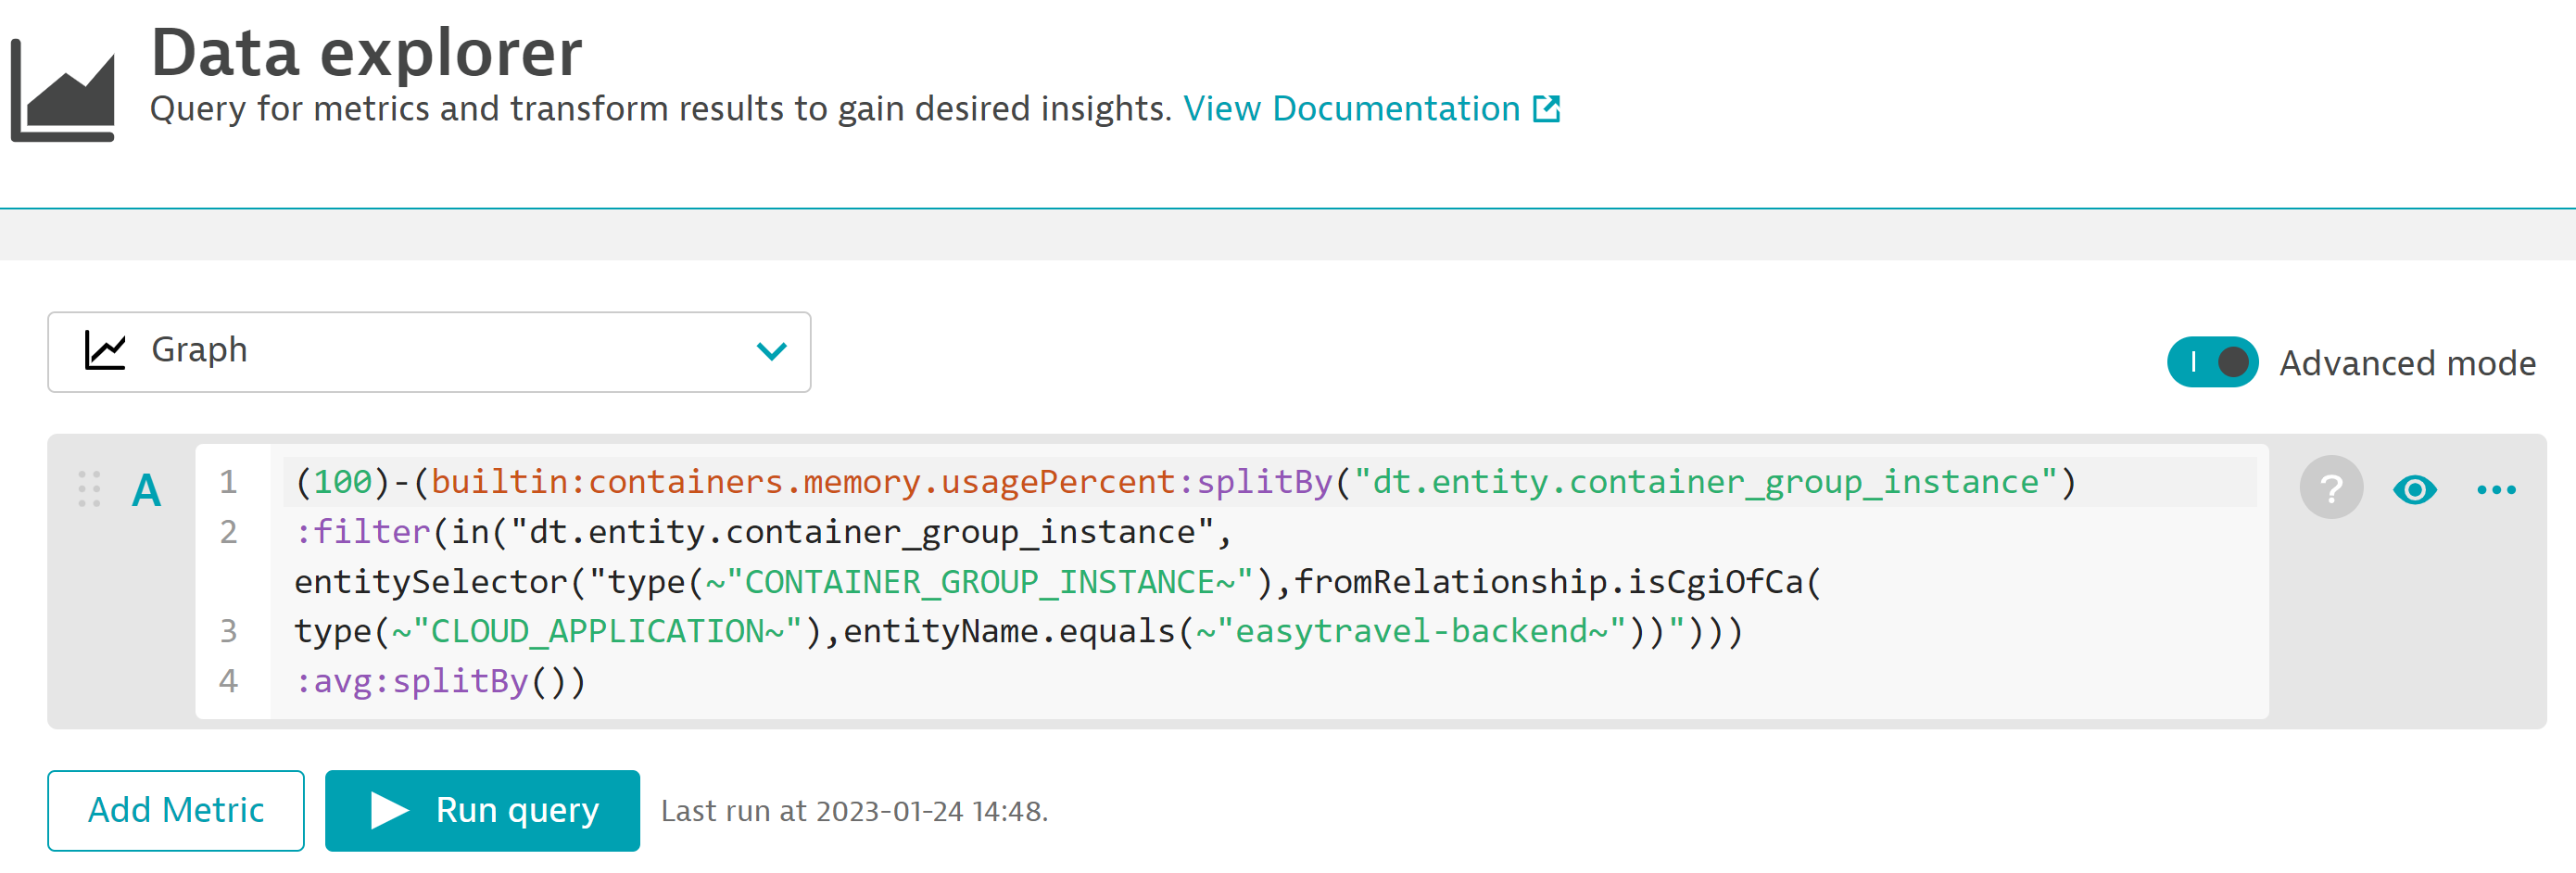 Data explorer
Query for metrics and transform results to gain desired insights. View Documentation
Graph
Advanced mode
A
1 (100)-(builtin:containers.memory.usagePercent:splitBy("dt.entity.container_group_instance")
?
2 :filter(in("dt.entity.container_group_instance",
entitySelector("type(~"CONTAINER_GROUP_INSTANCE~"),fromRelationship.isCgiOfCa(
3 type(~"CLOUD_APPLICATION~"),entityName.equals(~"easytravel-backend~"))")))
4 :avg:splitBy())
Add Metric
Run query
Last run at 2023-01-24 14:48.